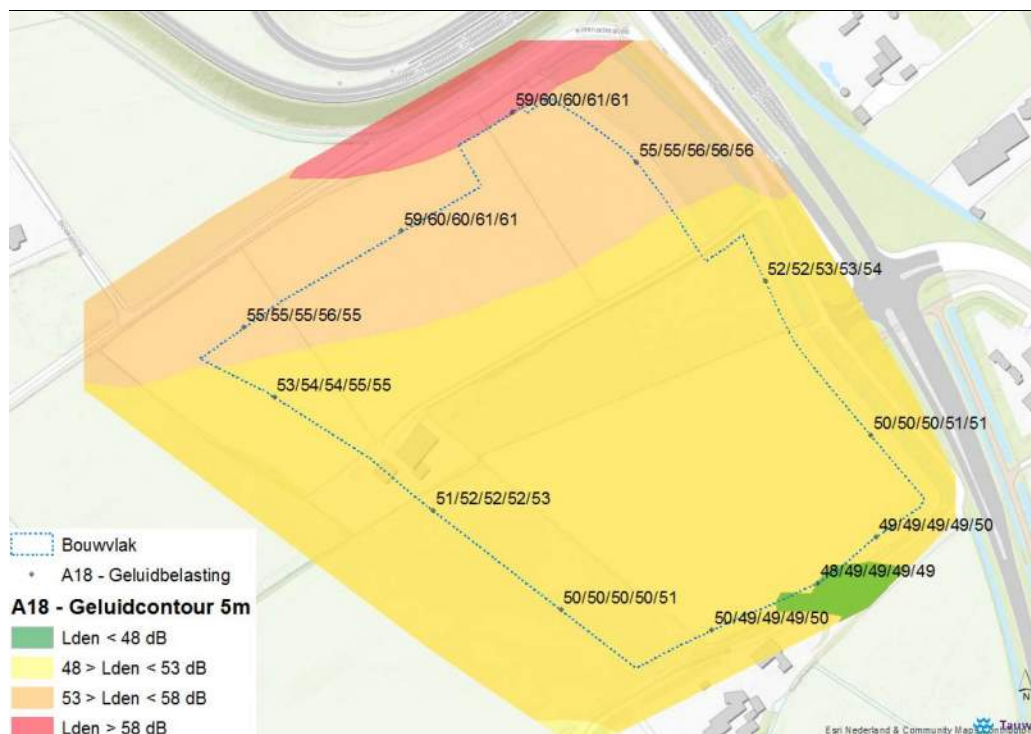 59/60/60/61/61
55/55/56/56/56
59/60/60/61/61
52/52/53/53/54
55/55/55/56/55
53/54/54/55/55
50/50/50/51/51
51/52/52/52/53
49/49/49/49/50
48/49/49/49/49
50/50/50/50/51
50/49/49/49/50
Bouwvlak
A18 - Geluidbelasting
A18 - Geluidcontour 5m
Lden < 48 dB
48 > Lden < 53 dB
53 > Lden < 58 dB
Lden > 58 dB
N
Tauw
Esri Nederland & Community Maps